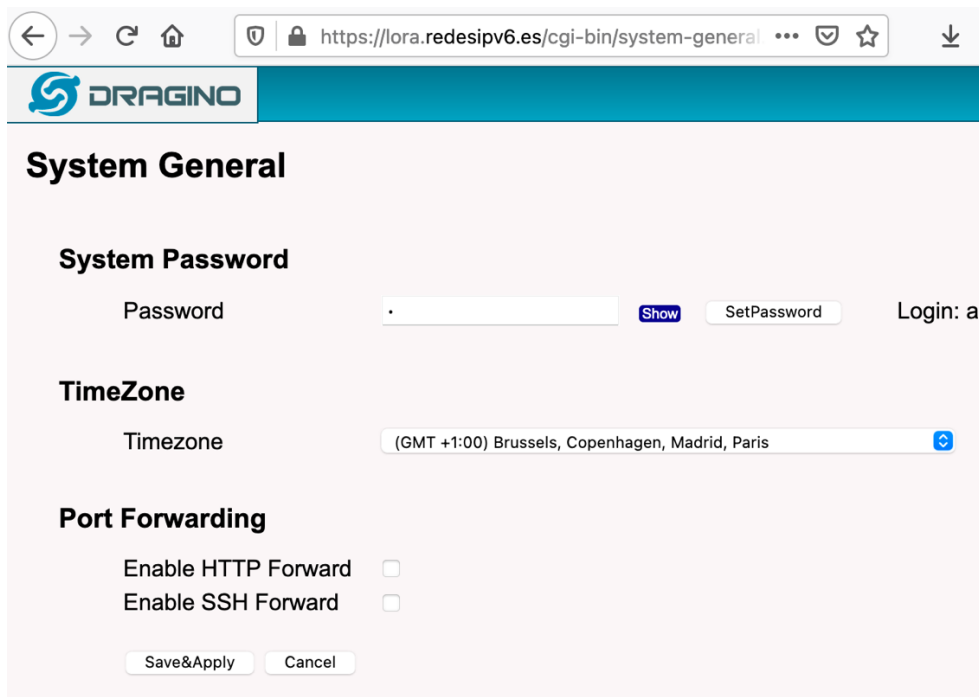 https://lora.redesipv6.es/cgi-bin/system-general
DRAGINO
System General
System Password
Password • Show SetPassword Login: a
TimeZone
Timezone (GMT +1:00) Brussels, Copenhagen, Madrid, Paris
Port Forwarding
Enable HTTP Forward
Enable SSH Forward
Save&Apply Cancel